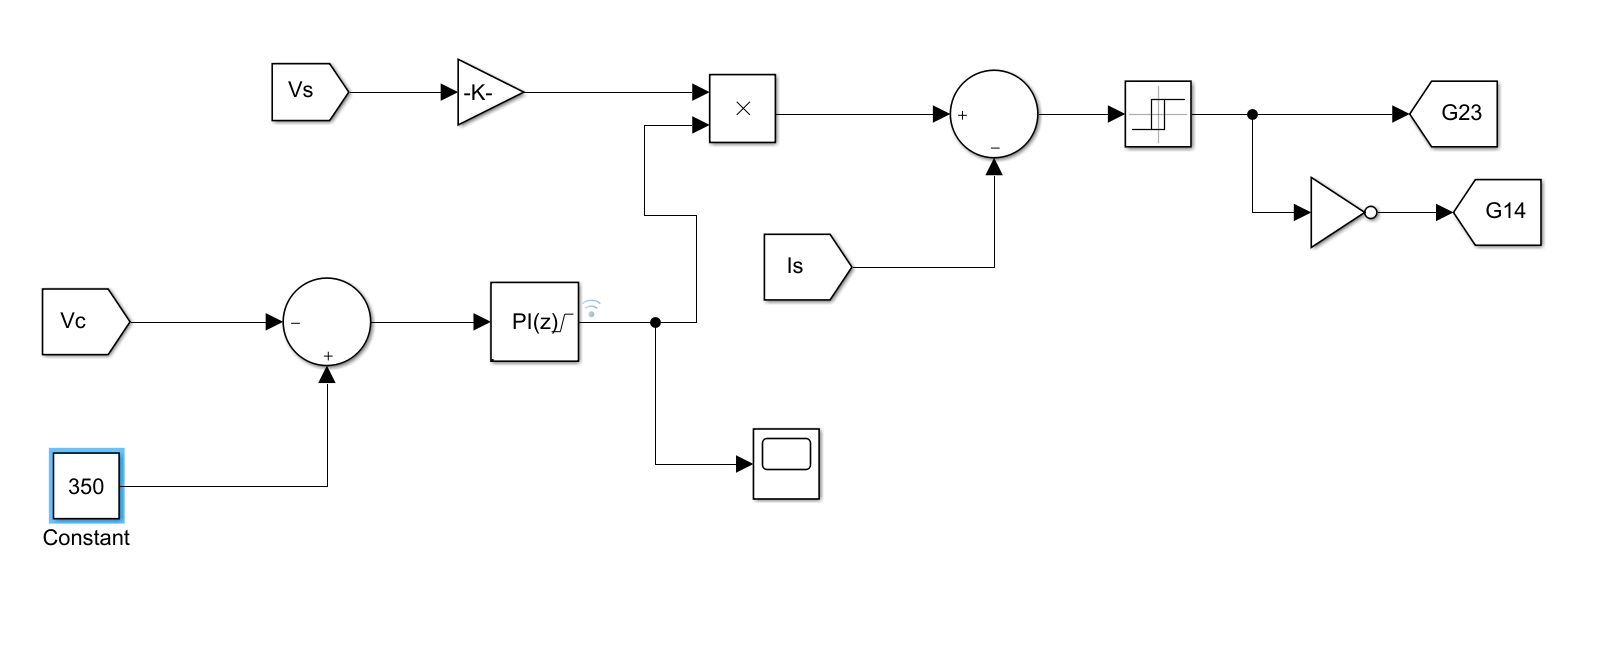 Vs
-K-
×
+
−
G23
G14
Is
Vc
−
+
PI(z)
350
Constant